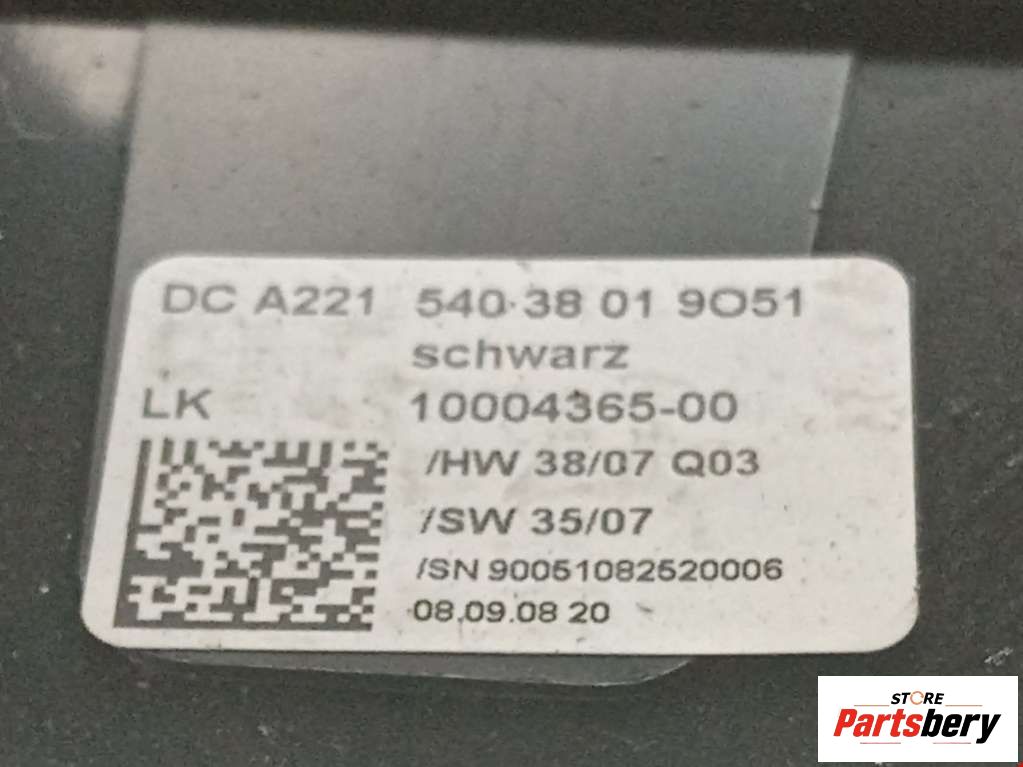 DC A221 540 38 01 9O51
schwarz
LK 10004365-00
/HW 38/07 Q03
/SW 35/07
/SN 90051082520006
08.09.08 20
STORE
Partsbery